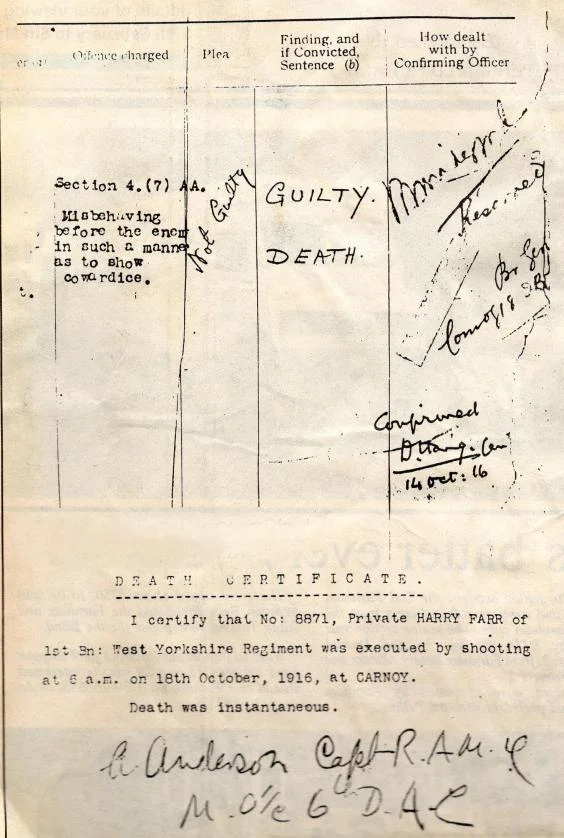 Offence charged
Plea
Finding, and
if Convicted,
Sentence (b)
How dealt
with by
Confirming Officer
Section 4.(7) AA.
Misbehaving
before the enem
in such a manne
as to show
cowardice.
t.
Not Guilty
GUILTY.
DEATH.
Confirmed
D. Haig. Gen
14 Oct: 16
DEATH CERTIFICATE.
I certify that No: 8871, Private HARRY FARR of
1st Bn: West Yorkshire Regiment was executed by shooting
at 6 a.m. on 18th October, 1916, at CARNOY.
Death was instantaneous.
A. Anderson Capt R.A.M.C
M.O i/c 6th D.A.C